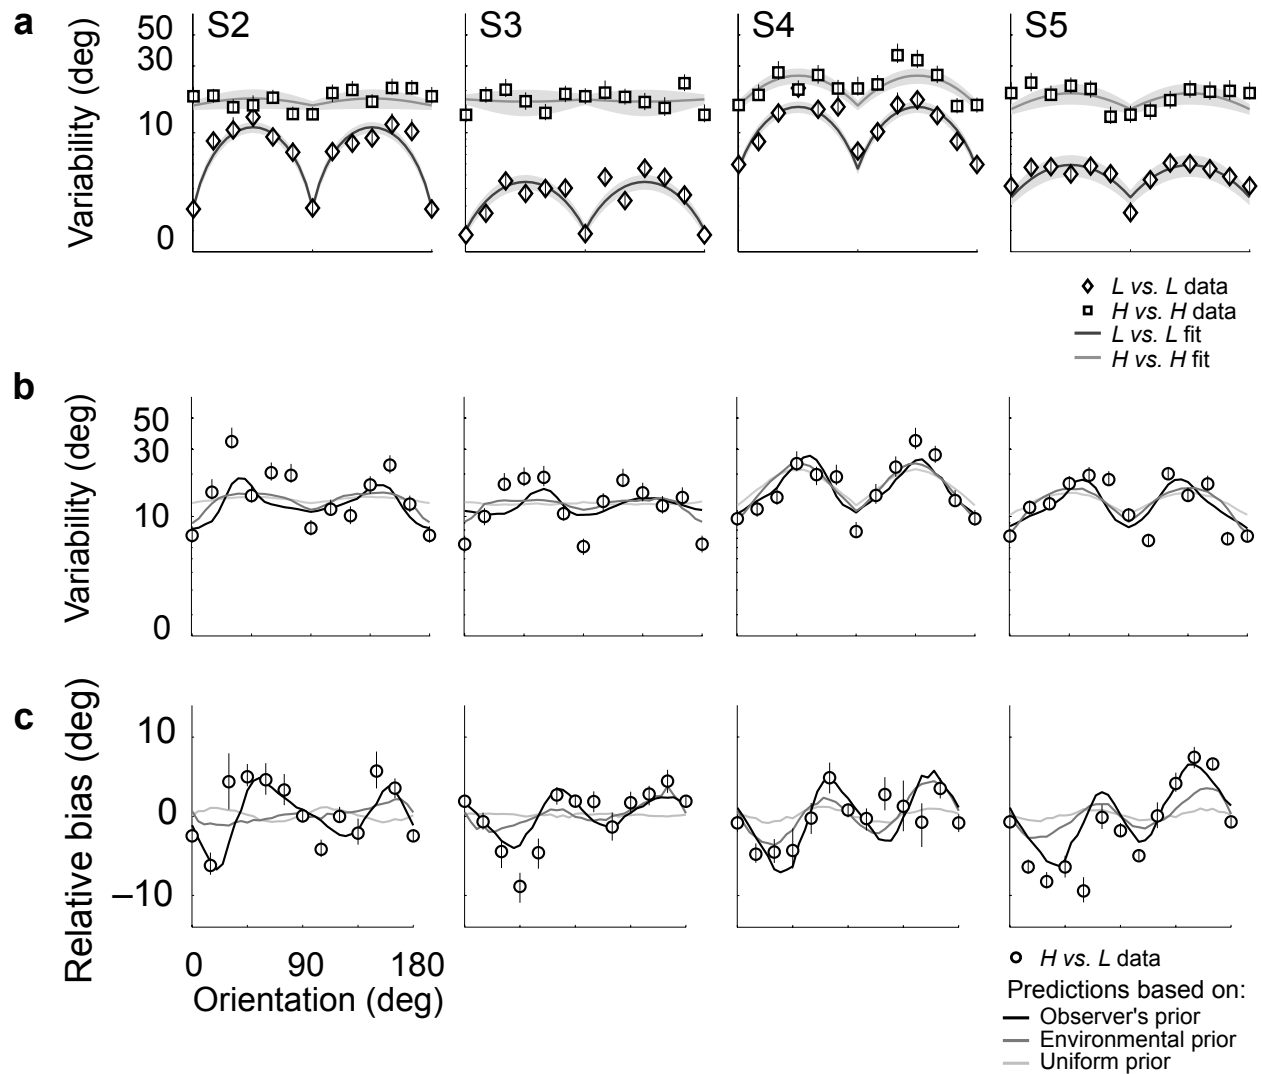 a
S2
S3
S4
S5
Variability (deg)
50
30
10
0
L vs. L data
H vs. H data
L vs. L fit
H vs. H fit
b
Variability (deg)
50
30
10
0
c
Relative bias (deg)
10
0
–10
0 90 180
Orientation (deg)
H vs. L data
Predictions based on:
Observer's prior
Environmental prior
Uniform prior